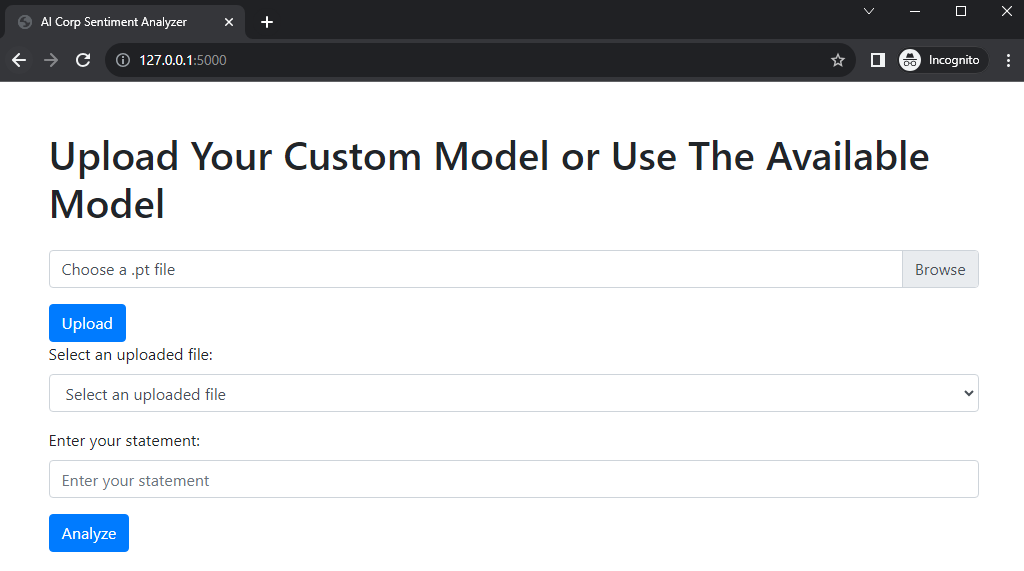 AI Corp Sentiment Analyzer
127.0.0.1:5000
Incognito
Upload Your Custom Model or Use The Available
Model
Choose a .pt file
Browse
Upload
Select an uploaded file:
Select an uploaded file
Enter your statement:
Enter your statement
Analyze